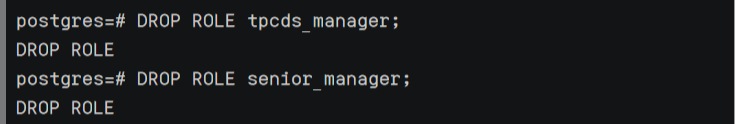 postgres=# DROP ROLE tpcds_manager;
DROP ROLE
postgres=# DROP ROLE senior_manager;
DROP ROLE